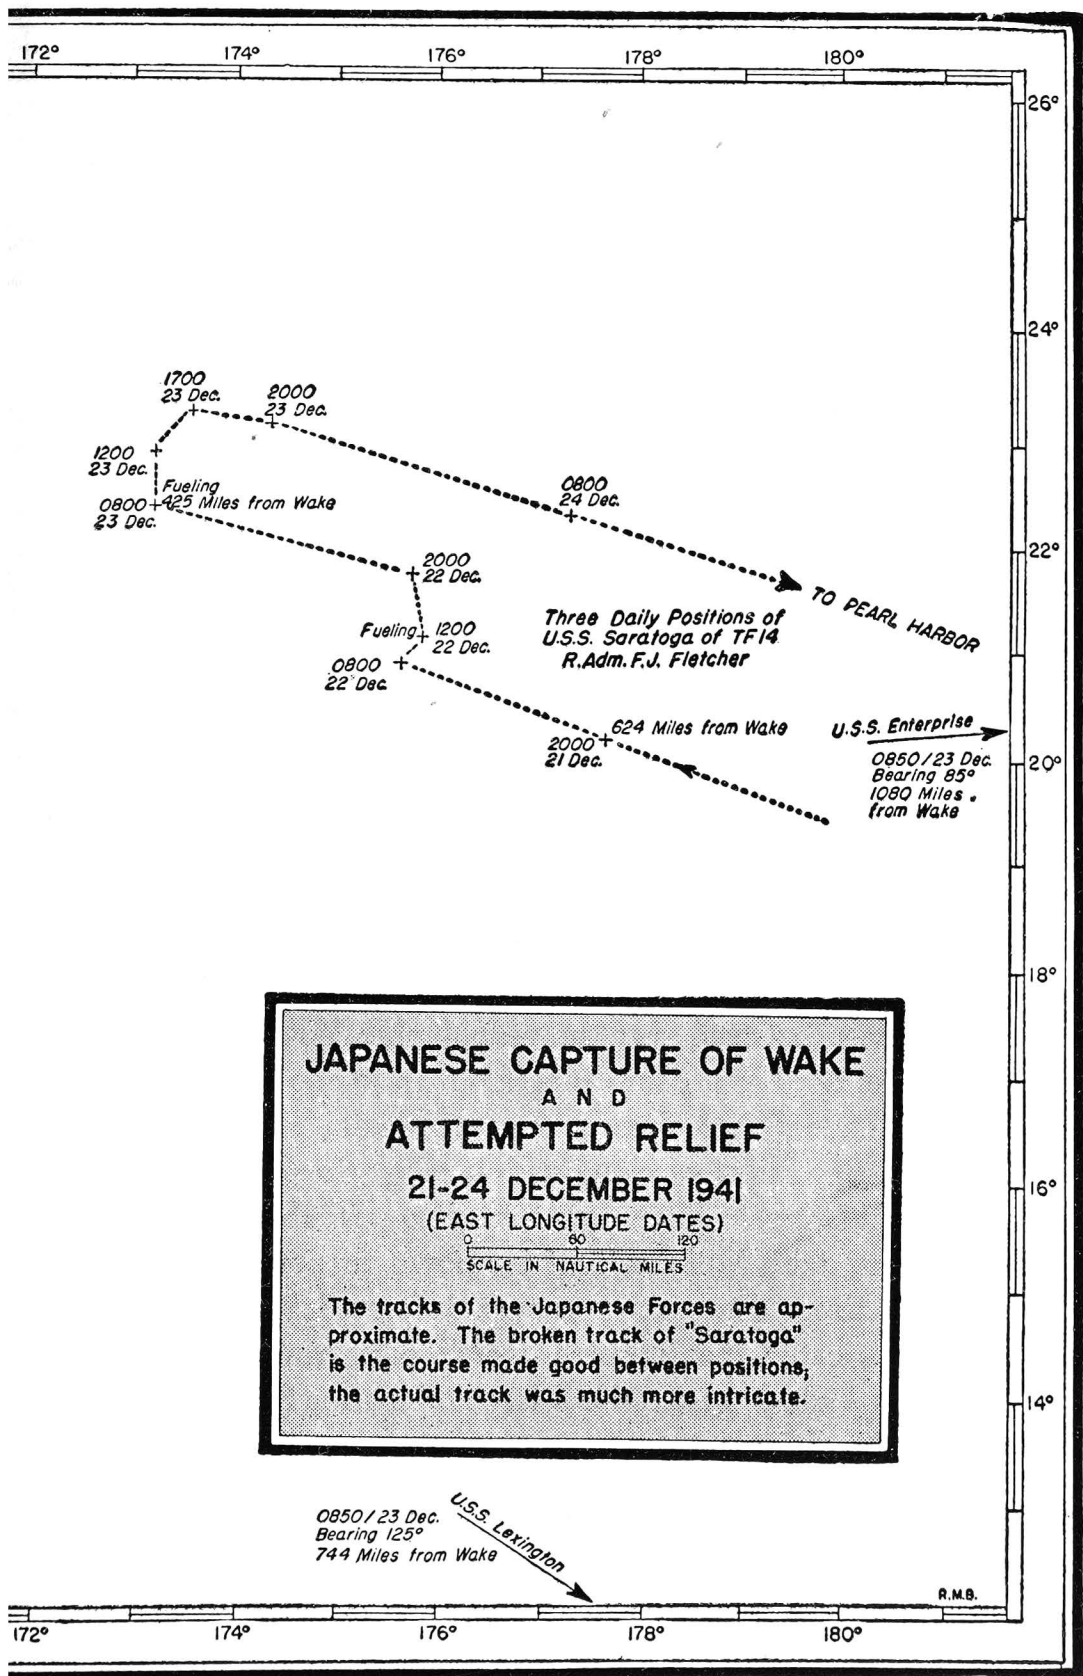 172° 174° 176° 178° 180°
26°
24°
1700
23 Dec.
2000
23 Dec.
1200
23 Dec.
Fueling
425 Miles from Wake
0800
23 Dec.
0800
24 Dec.
22°
2000
22 Dec.
TO PEARL HARBOR
Three Daily Positions of
U.S.S. Saratoga of TF14
R.Adm. F.J. Fletcher
Fueling
1200
22 Dec.
0800
22 Dec.
624 Miles from Wake
2000
21 Dec.
U.S.S. Enterprise
0850/23 Dec.
Bearing 85°
1080 Miles
from Wake
20°
18°
JAPANESE CAPTURE OF WAKE
AND
ATTEMPTED RELIEF
21-24 DECEMBER 1941
(EAST LONGITUDE DATES)
0 60 120
SCALE IN NAUTICAL MILES
The tracks of the Japanese Forces are ap-
proximate. The broken track of "Saratoga"
is the course made good between positions;
the actual track was much more intricate.
16°
14°
U.S.S. Lexington
0850/23 Dec.
Bearing 125°
744 Miles from Wake
R.M.B.
172° 174° 176° 178° 180°